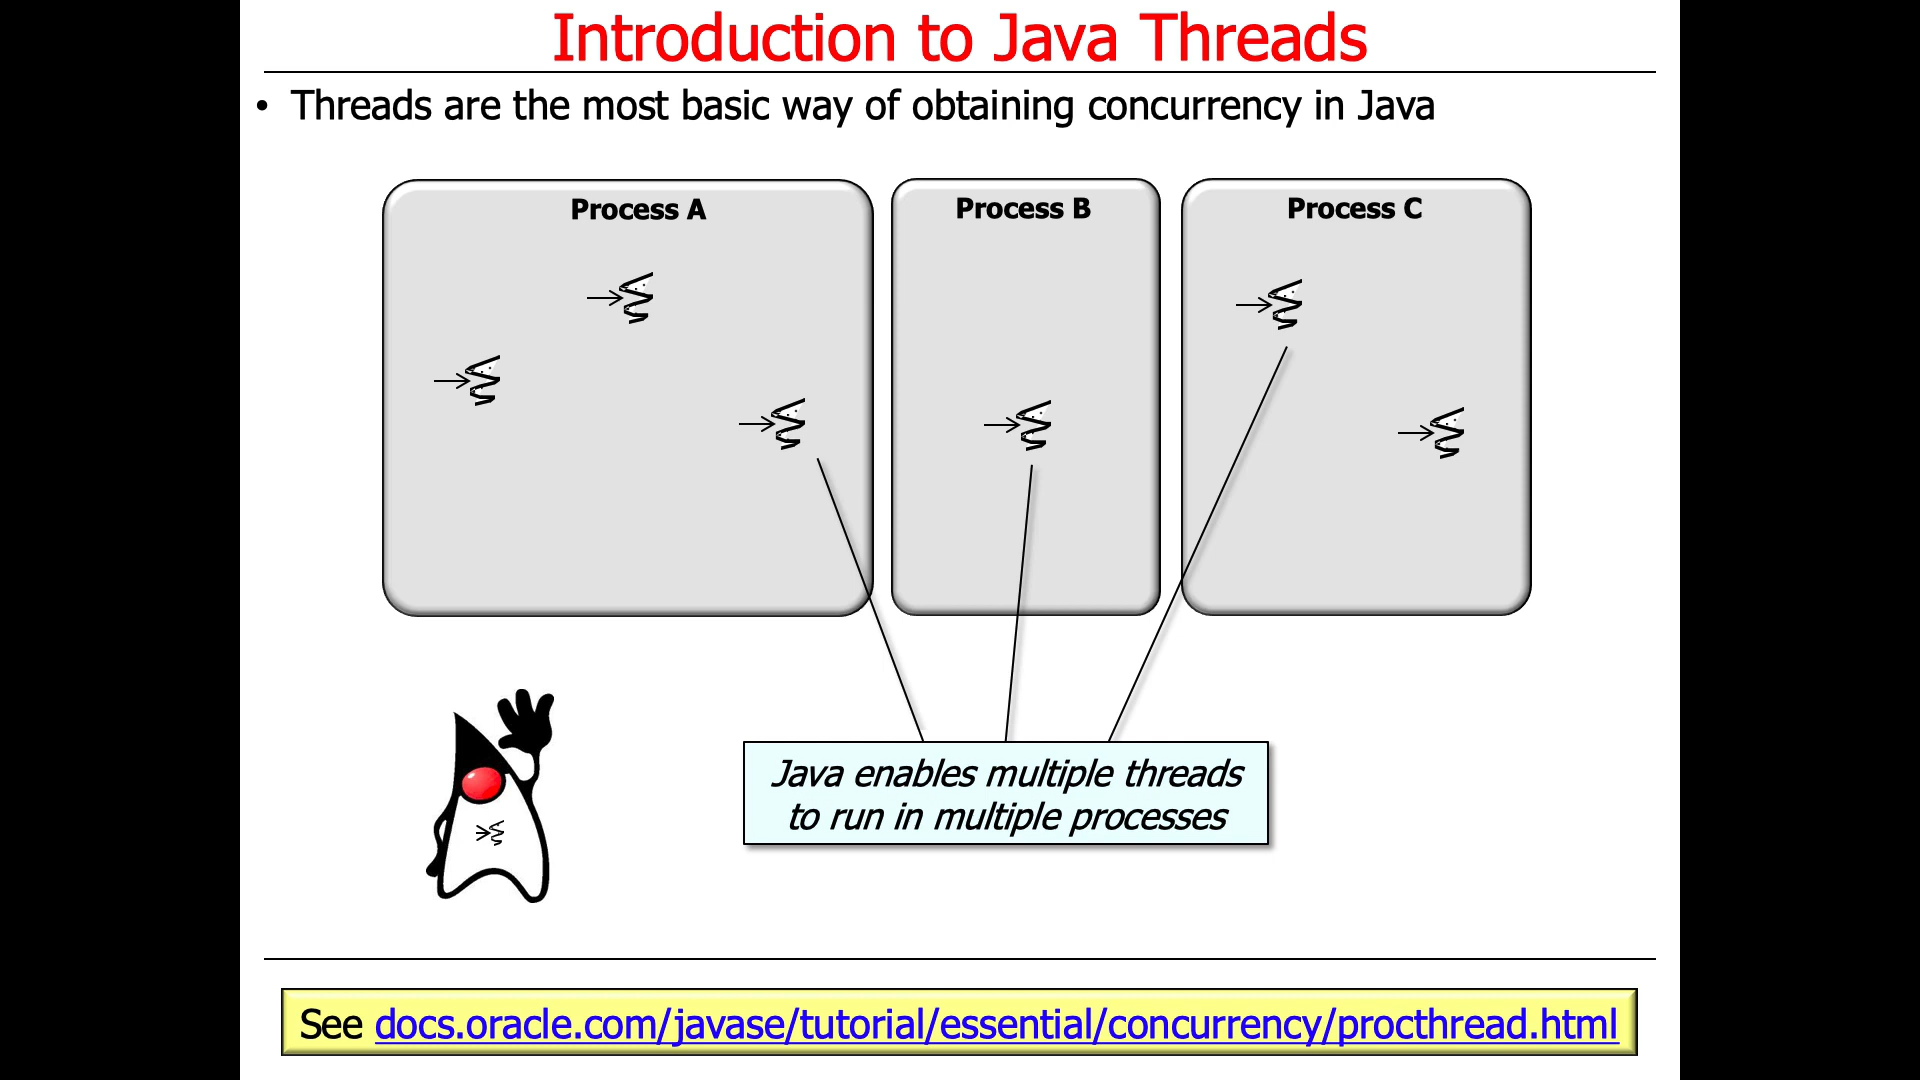 Introduction to Java Threads
• Threads are the most basic way of obtaining concurrency in Java
Process A
Process B
Process C
Java enables multiple threads
to run in multiple processes
See docs.oracle.com/javase/tutorial/essential/concurrency/procthread.html